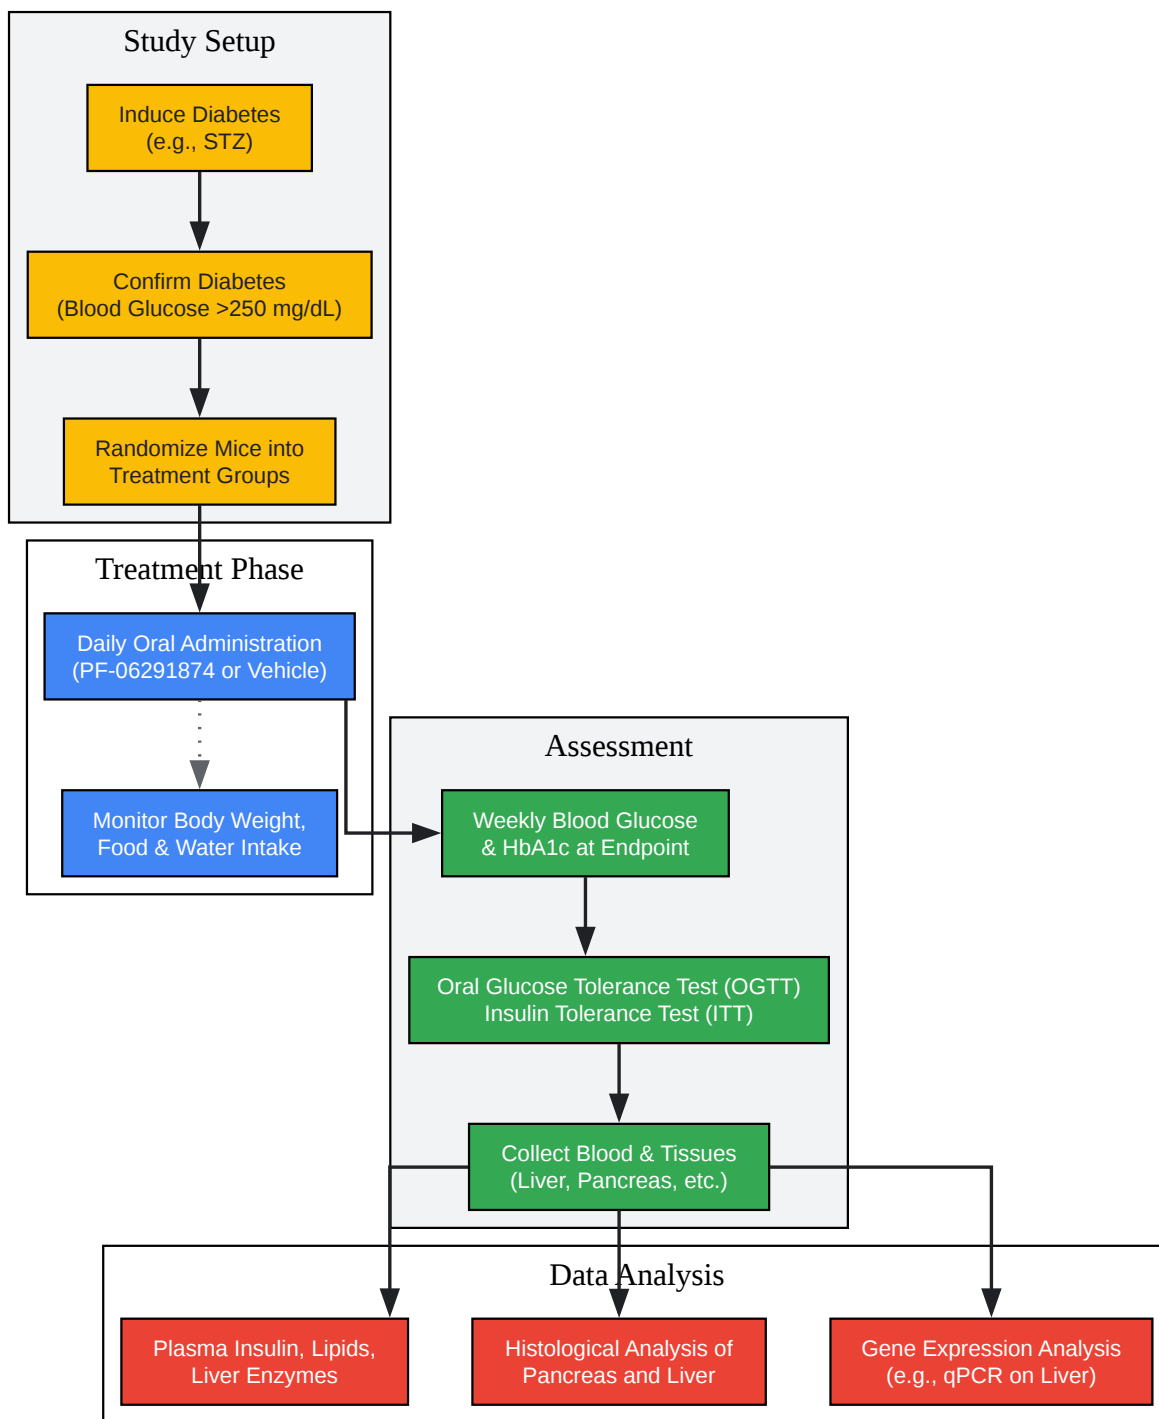 Study Setup
Induce Diabetes
(e.g., STZ)
Confirm Diabetes
(Blood Glucose >250 mg/dL)
Randomize Mice into
Treatment Groups
Treatment Phase
Daily Oral Administration
(PF-06291874 or Vehicle)
Monitor Body Weight,
Food & Water Intake
Assessment
Weekly Blood Glucose
& HbA1c at Endpoint
Oral Glucose Tolerance Test (OGTT)
Insulin Tolerance Test (ITT)
Collect Blood & Tissues
(Liver, Pancreas, etc.)
Data Analysis
Plasma Insulin, Lipids,
Liver Enzymes
Histological Analysis of
Pancreas and Liver
Gene Expression Analysis
(e.g., qPCR on Liver)